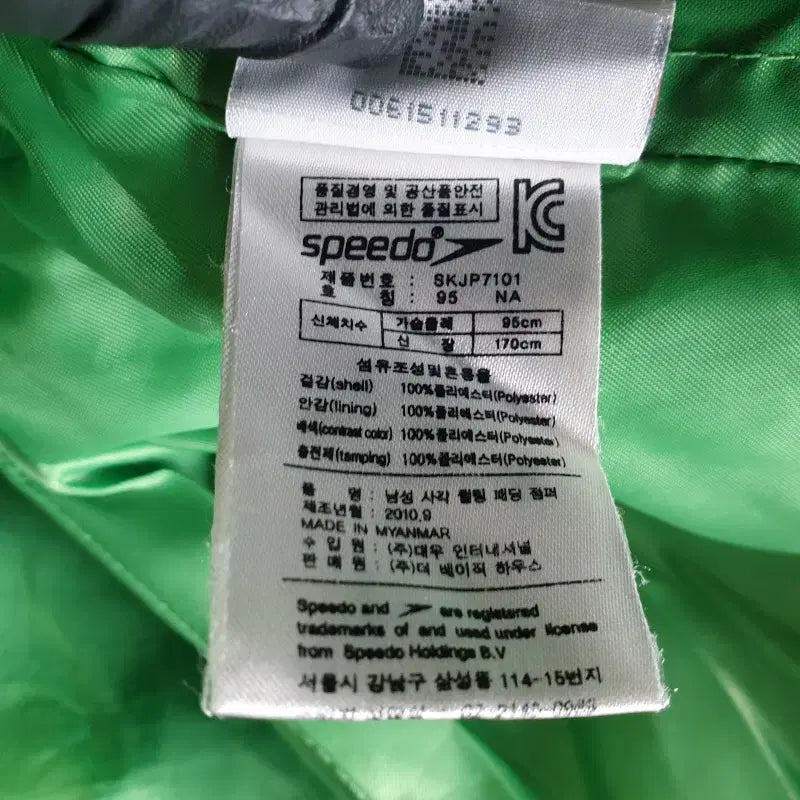 0061511293
품질경영 및 공산품안전
관리법에 의한 품질표시
KC
speedo®
제품번호 : SKJP7101
호 칭 : 95 NA
신체치수 가슴둘레 95cm
신 장 170cm
섬유조성및혼용율
겉감(shell) 100%폴리에스터(Polyester)
안감(lining) 100%폴리에스터(Polyester)
배색(contrast color) 100%폴리에스터(Polyester)
충전제(tamping) 100%폴리에스터(Polyester)
품 명 : 남성 사각 퀼팅 패딩 점퍼
제조년월 : 2010.9
MADE IN MYANMAR
수 입 원 : (주)대우 인터내셔널
판 매 원 : (주)더 베이직 하우스
Speedo and are registered
trademarks of and used under license
from Speedo Holdings B.V
서울시 강남구 삼성동 114-15번지